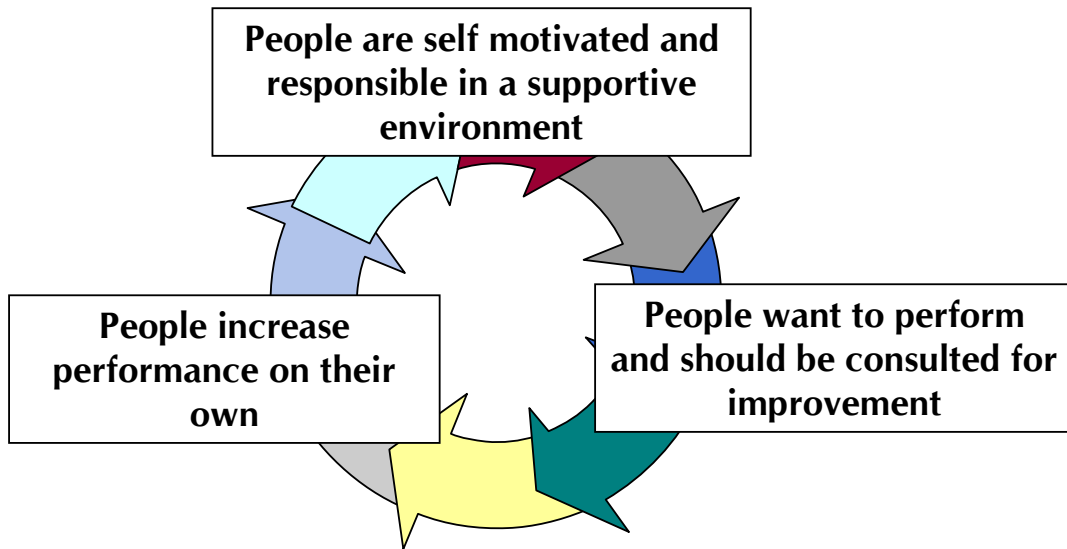 People are self motivated and
responsible in a supportive
environment
People want to perform
and should be consulted for
improvement
People increase
performance on their
own